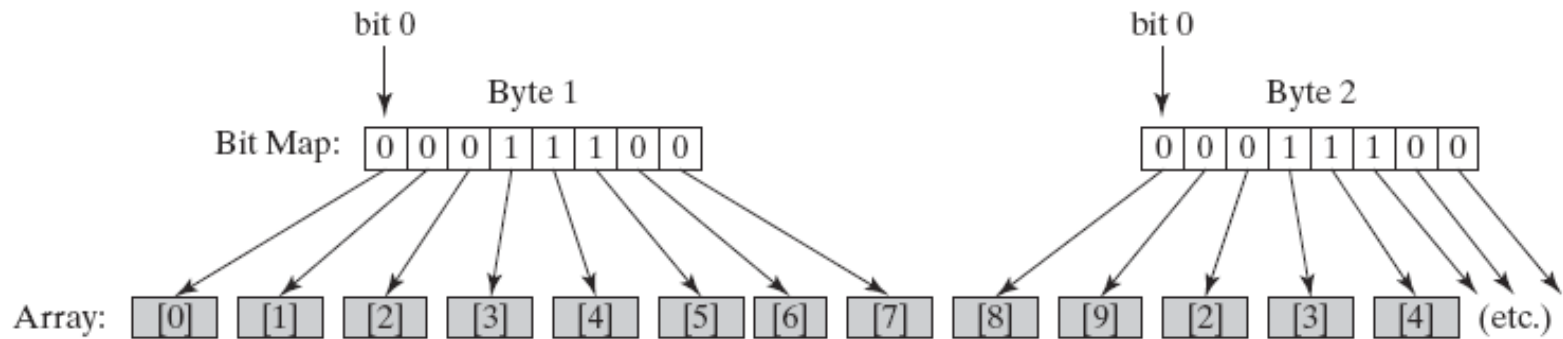 bit 0 bit 0
Byte 1 Byte 2
Bit Map: 0 0 0 1 1 1 0 0 0 0 0 1 1 1 0 0
Array: [0] [1] [2] [3] [4] [5] [6] [7] [8] [9] [2] [3] [4] (etc.)